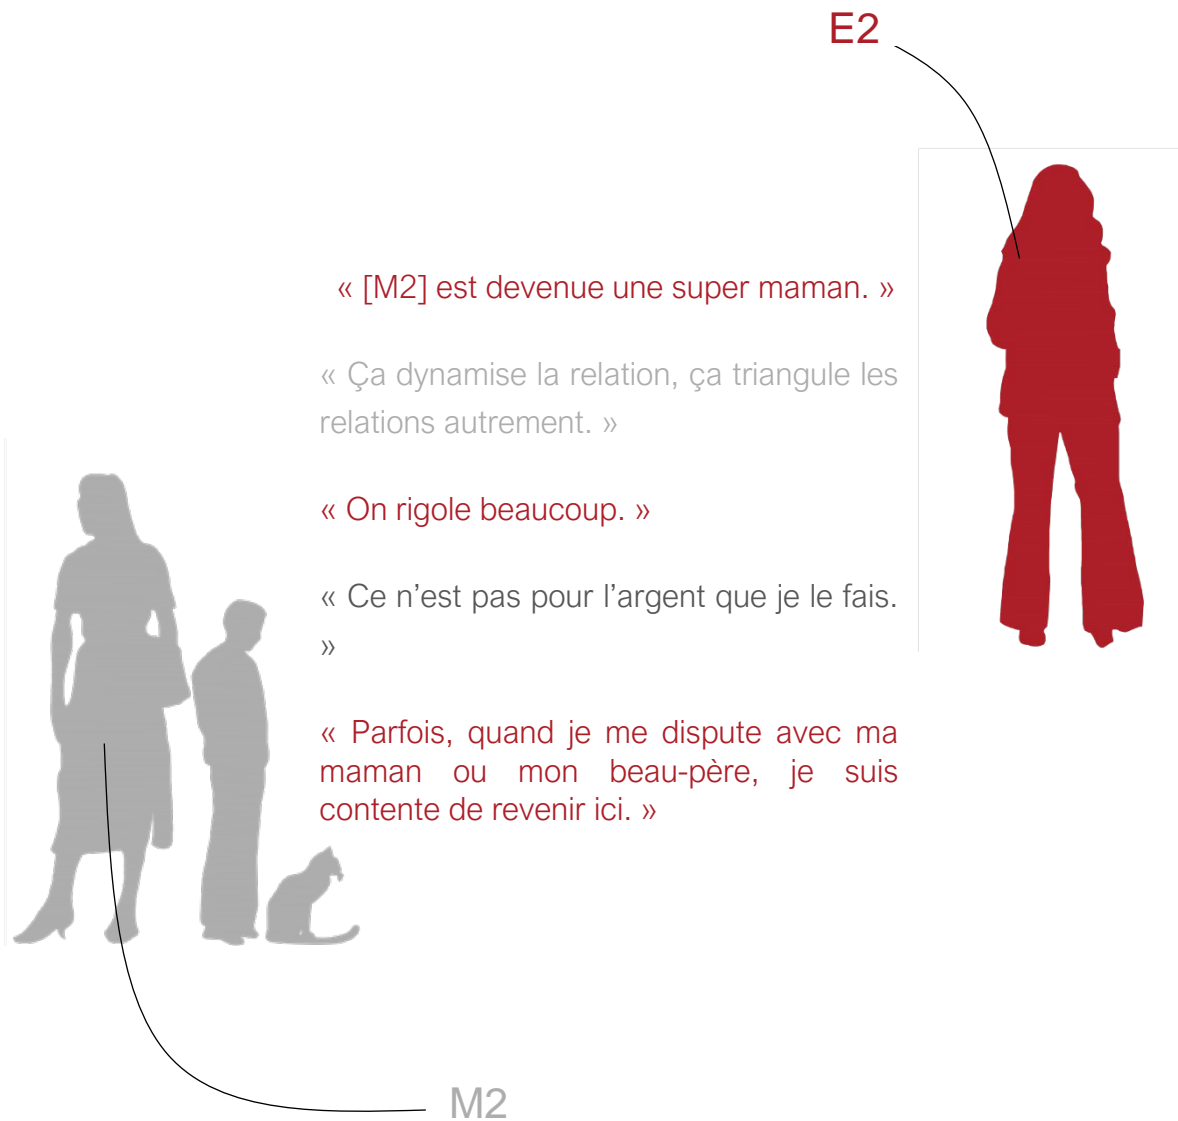 E2
« [M2] est devenue une super maman. »
« Ça dynamise la relation, ça triangule les
relations autrement. »
« On rigole beaucoup. »
« Ce n’est pas pour l’argent que je le fais.
»
« Parfois, quand je me dispute avec ma
maman ou mon beau-père, je suis
contente de revenir ici. »
M2